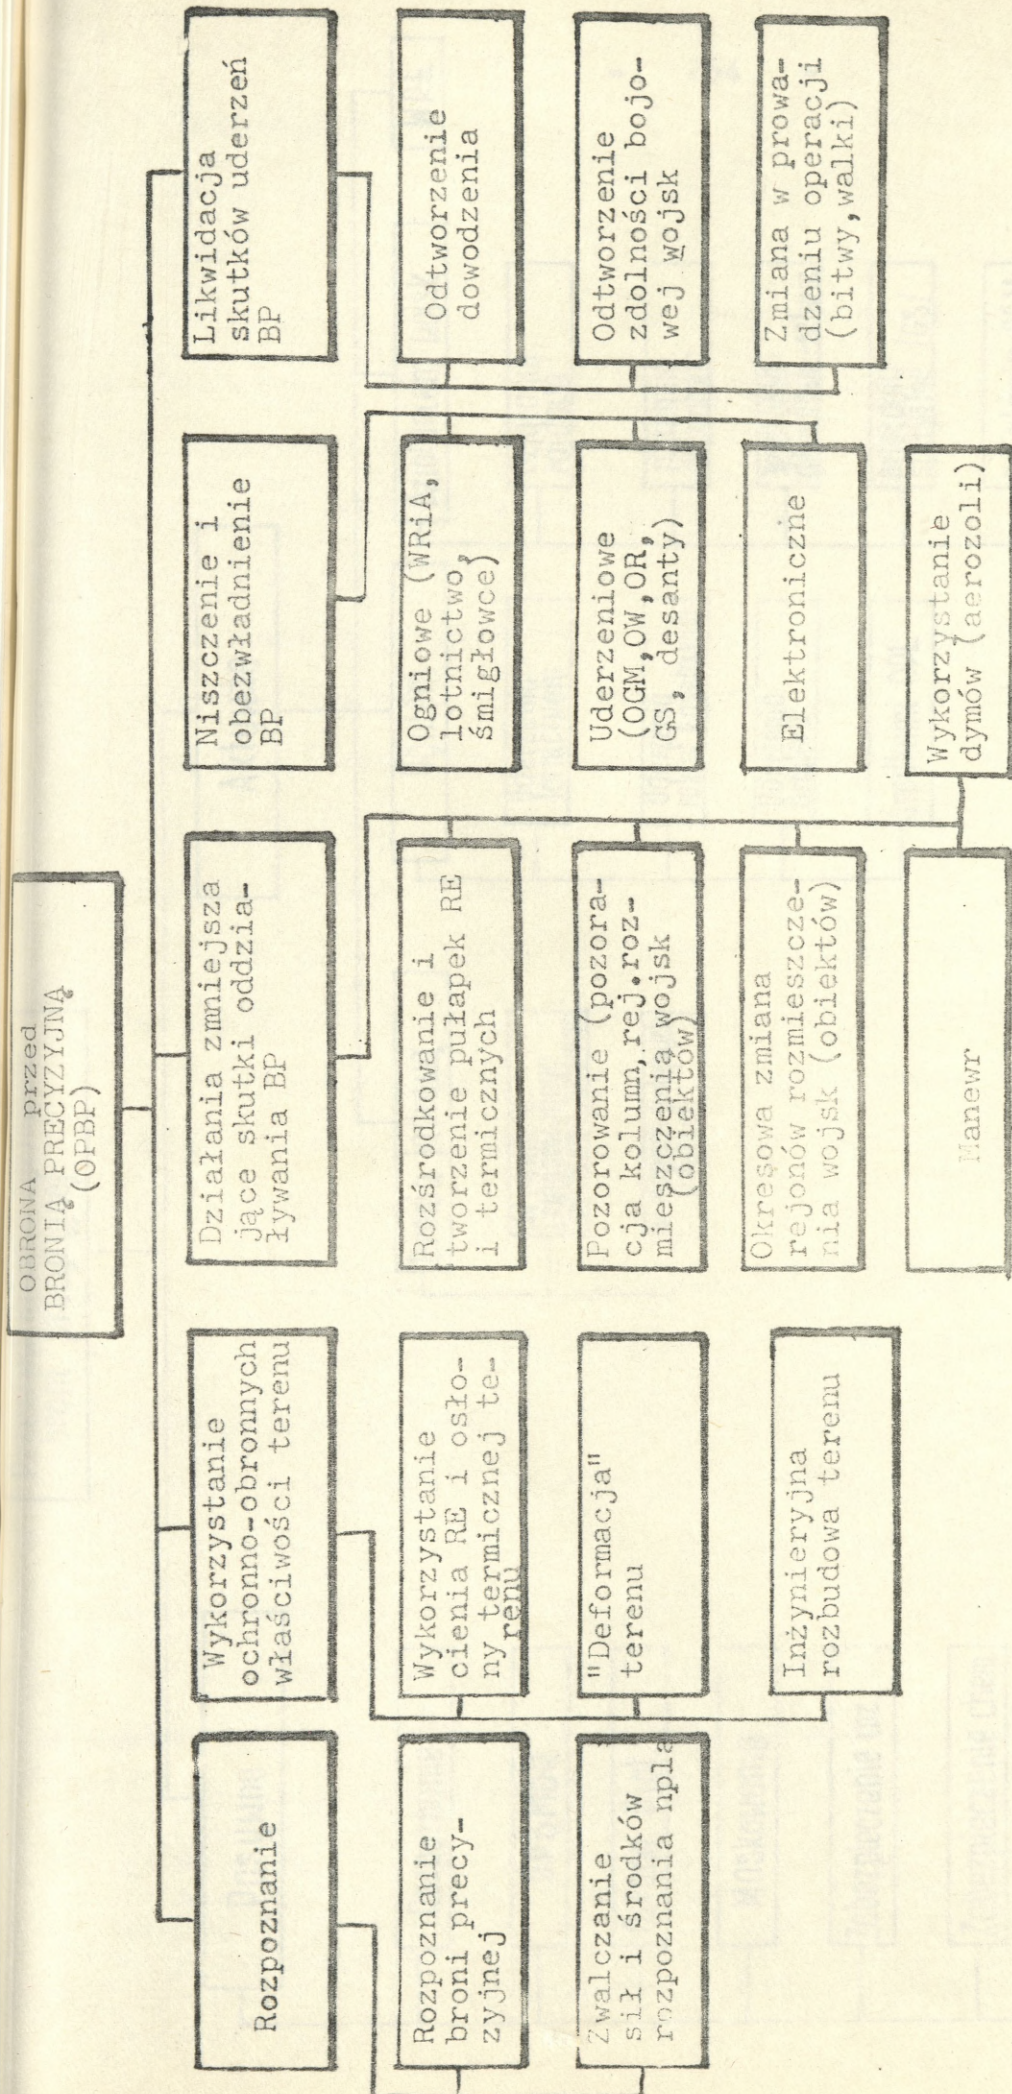 OBRONA przed
BRONIĄ PRECYZYJNĄ
(OPBP)
Rozpoznanie
Rozpoznanie
broni precy-
zyjnej
Zwalczanie
sił i środków
rozpoznania npla
Wykorzystanie
ochronno-obronnych
właściwości terenu
Wykorzystanie
cienia RE i osło-
ny termicznej te-
renu
"Deformacja"
terenu
Inżynieryjna
rozbudowa terenu
Działania zmniejsza
jące skutki oddzia-
ływania BP
Rozśrodkowanie i
tworzenie pułapek RE
i termicznych
Pozorowanie (pozora-
cja kolumn, rej.roz-
mieszczenia wojsk
(obiektów)
Okresowa zmiana
rejonów rozmieszcze-
nia wojsk (obiektów)
Manewr
Niszczenie i
obezwładnienie
BP
Ogniowe (WRiA,
lotnictwo,
śmigłowce)
Uderzeniowe
(OGM,OW,OR,
GS, desanty)
Elektroniczne
Wykorzystanie
dymów (aerozoli)
Likwidacja
skutków uderzeń
BP
Odtworzenie
dowodzenia
Odtworzenie
zdolności bojo-
wej wojsk
Zmiana w prowa-
dzeniu operacji
(bitwy,walki)